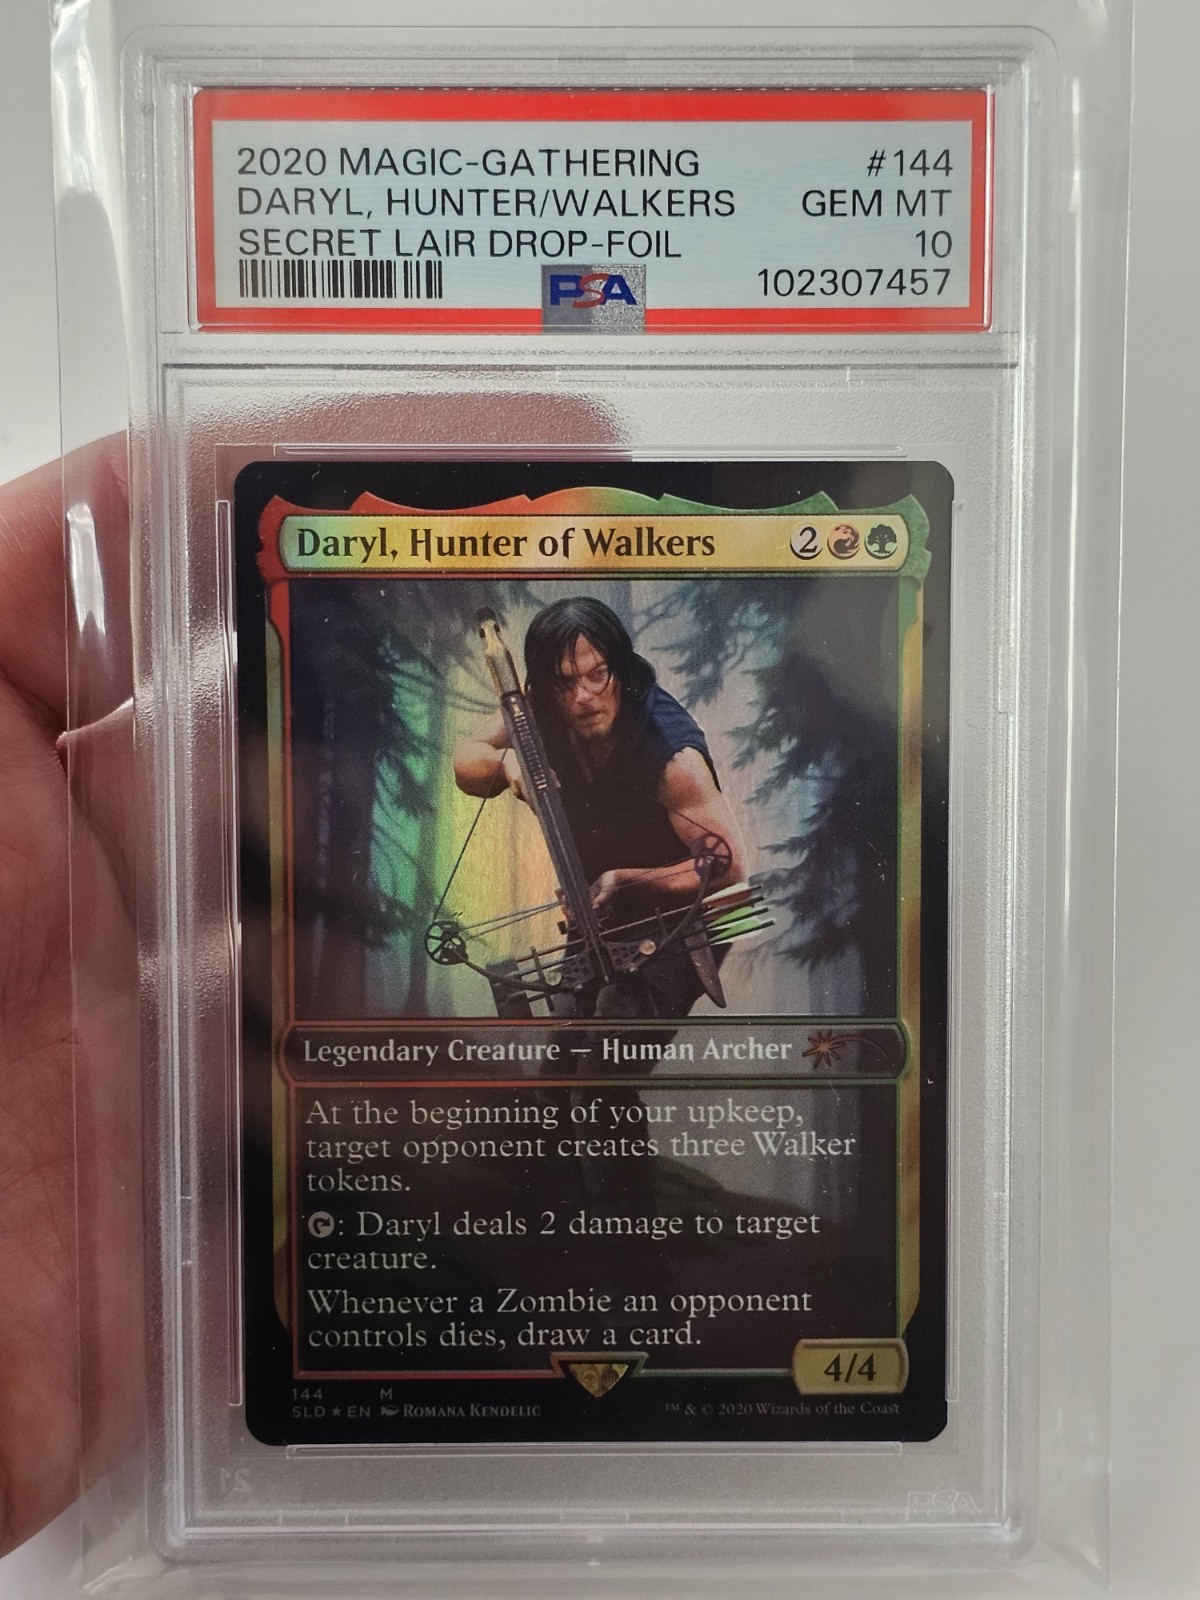 2020 MAGIC-GATHERING #144
DARYL, HUNTER/WALKERS GEM MT
SECRET LAIR DROP-FOIL 10
PSA 102307457
Daryl, Hunter of Walkers 2
Legendary Creature — Human Archer
At the beginning of your upkeep,
target opponent creates three Walker
tokens.
: Daryl deals 2 damage to target
creature.
Whenever a Zombie an opponent
controls dies, draw a card.
4/4
144 M
SLD ★ EN ROMANA KENDELIC ™ & © 2020 Wizards of the Coast
PSA